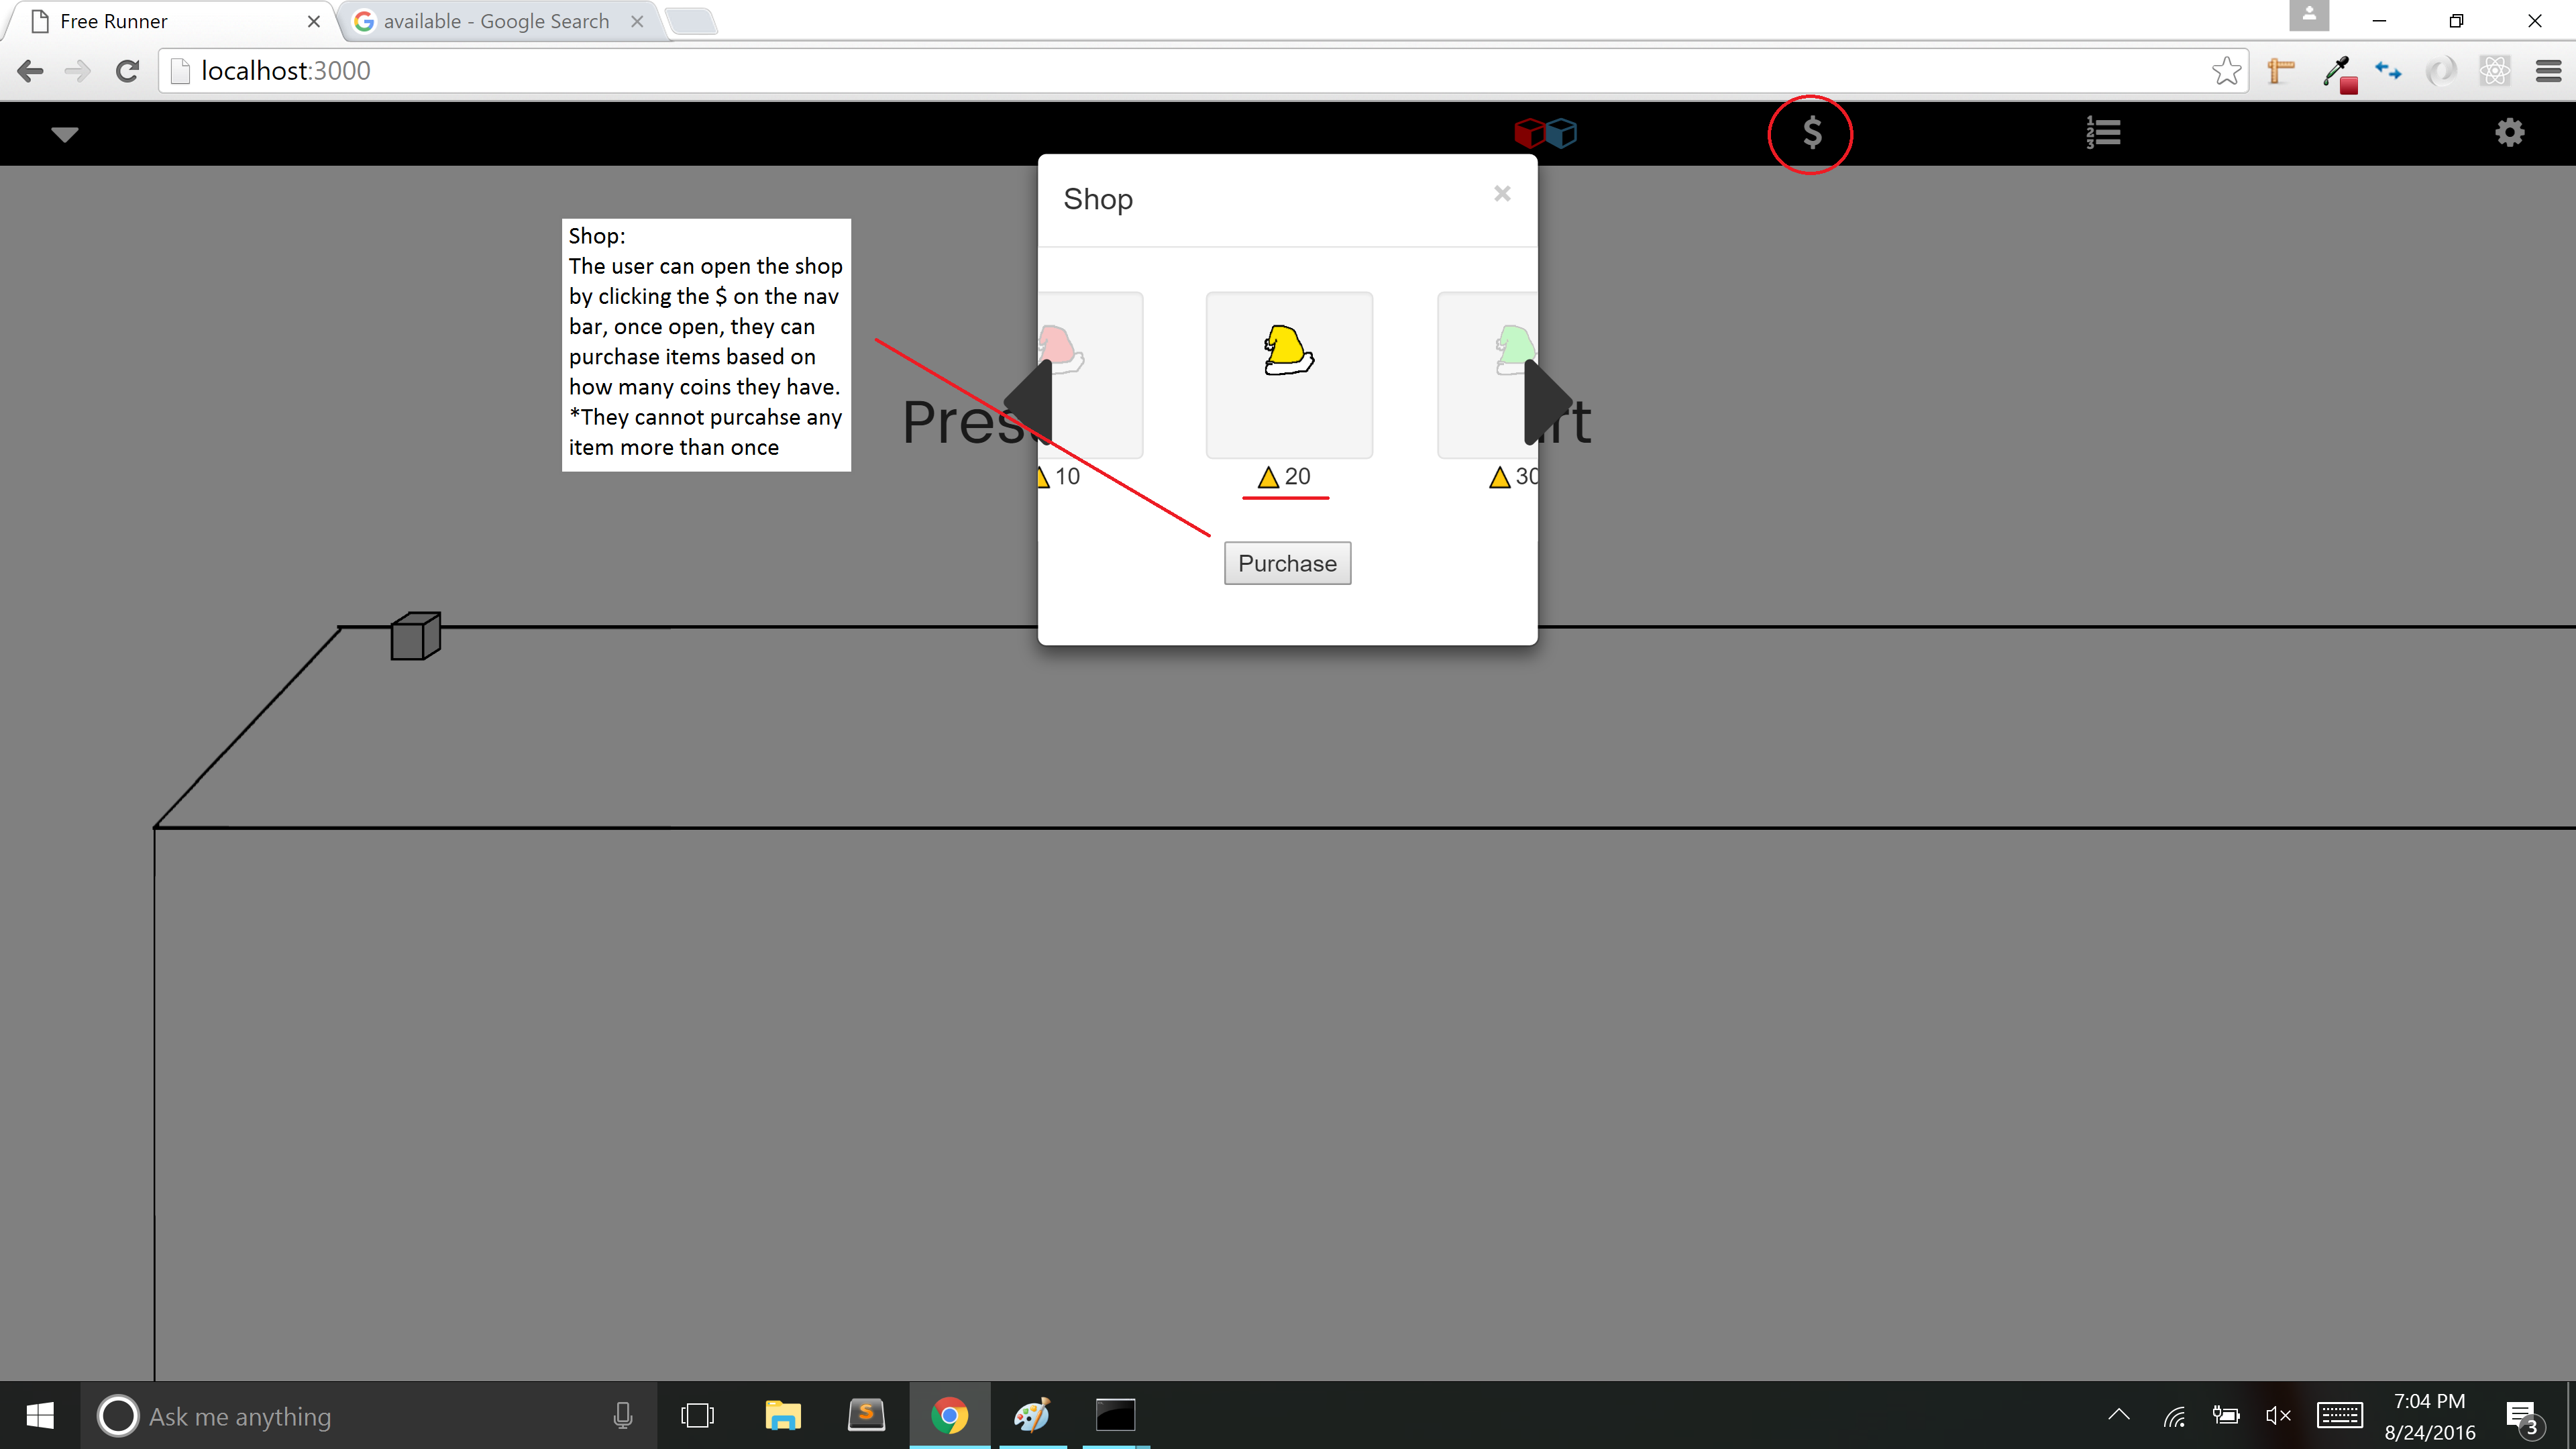 Free Runner
available - Google Search
localhost:3000
$
1
2
3
Shop
Shop:
The user can open the shop
by clicking the $ on the nav
bar, once open, they can
purchase items based on
how many coins they have.
*They cannot purcahse any
item more than once
10
20
30
Purchase
Ask me anything
S
7:04 PM
8/24/2016
3